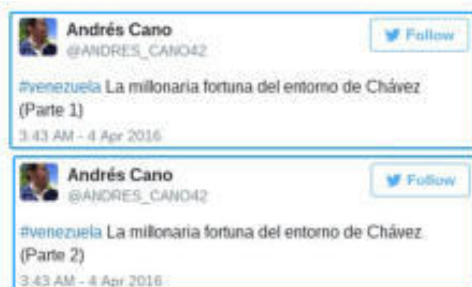 Andrés Cano
Follow
@ANDRES_CANO42
#venezuela La millonaria fortuna del entorno de Chávez
(Parte 1)
3:43 AM - 4 Apr 2016
Andrés Cano
Follow
@ANDRES_CANO42
#venezuela La millonaria fortuna del entorno de Chávez
(Parte 2)
3:43 AM - 4 Apr 2016